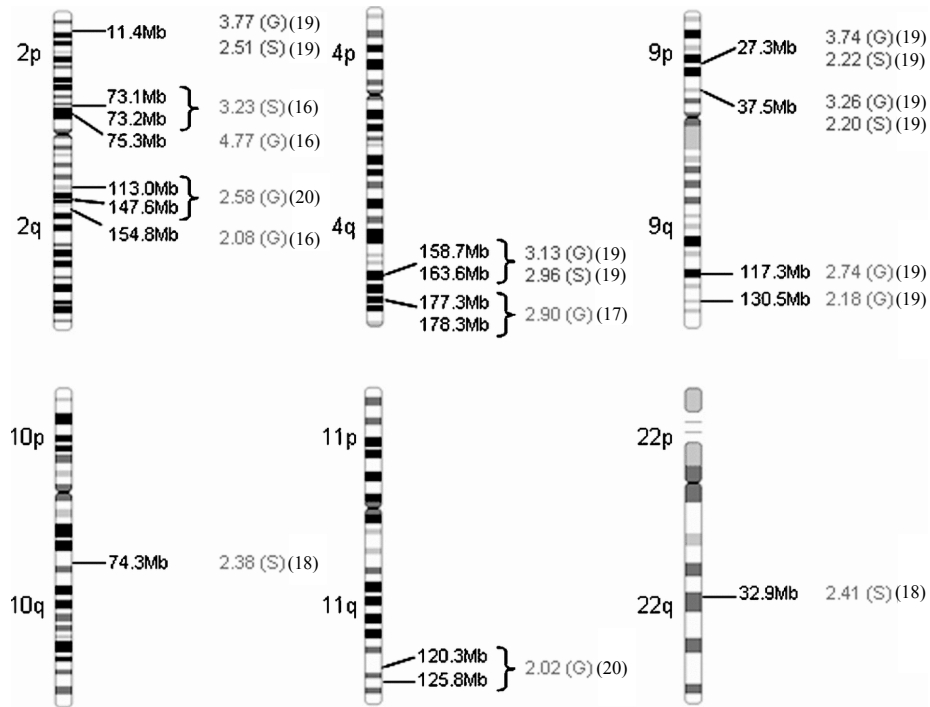 2p
11.4Mb 3.77 (G) (19)
2.51 (S) (19)
73.1Mb
73.2Mb 3.23 (S) (16)
75.3Mb 4.77 (G) (16)
113.0Mb
147.6Mb 2.58 (G) (20)
2q
154.8Mb 2.08 (G) (16)
4p
4q
158.7Mb 3.13 (G) (19)
163.6Mb 2.96 (S) (19)
177.3Mb
178.3Mb 2.90 (G) (17)
9p
27.3Mb 3.74 (G) (19)
2.22 (S) (19)
37.5Mb 3.26 (G) (19)
2.20 (S) (19)
9q
117.3Mb 2.74 (G) (19)
130.5Mb 2.18 (G) (19)
10p
74.3Mb 2.38 (S) (18)
10q
11p
11q
120.3Mb
125.8Mb 2.02 (G) (20)
22p
22q
32.9Mb 2.41 (S) (18)